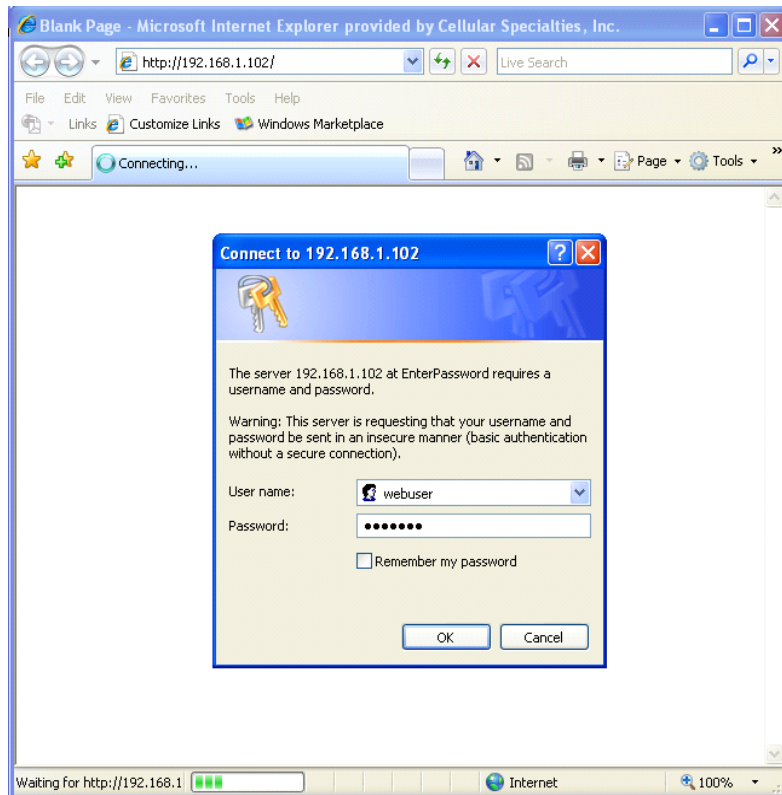 Blank Page - Microsoft Internet Explorer provided by Cellular Specialties, Inc.
http://192.168.1.102/
Live Search
File Edit View Favorites Tools Help
Links Customize Links Windows Marketplace
Connecting...
Page Tools »
Connect to 192.168.1.102
The server 192.168.1.102 at EnterPassword requires a
username and password.
Warning: This server is requesting that your username and
password be sent in an insecure manner (basic authentication
without a secure connection).
User name: webuser
Password: ●●●●●●●
Remember my password
OK Cancel
Waiting for http://192.168.1 Internet 100%